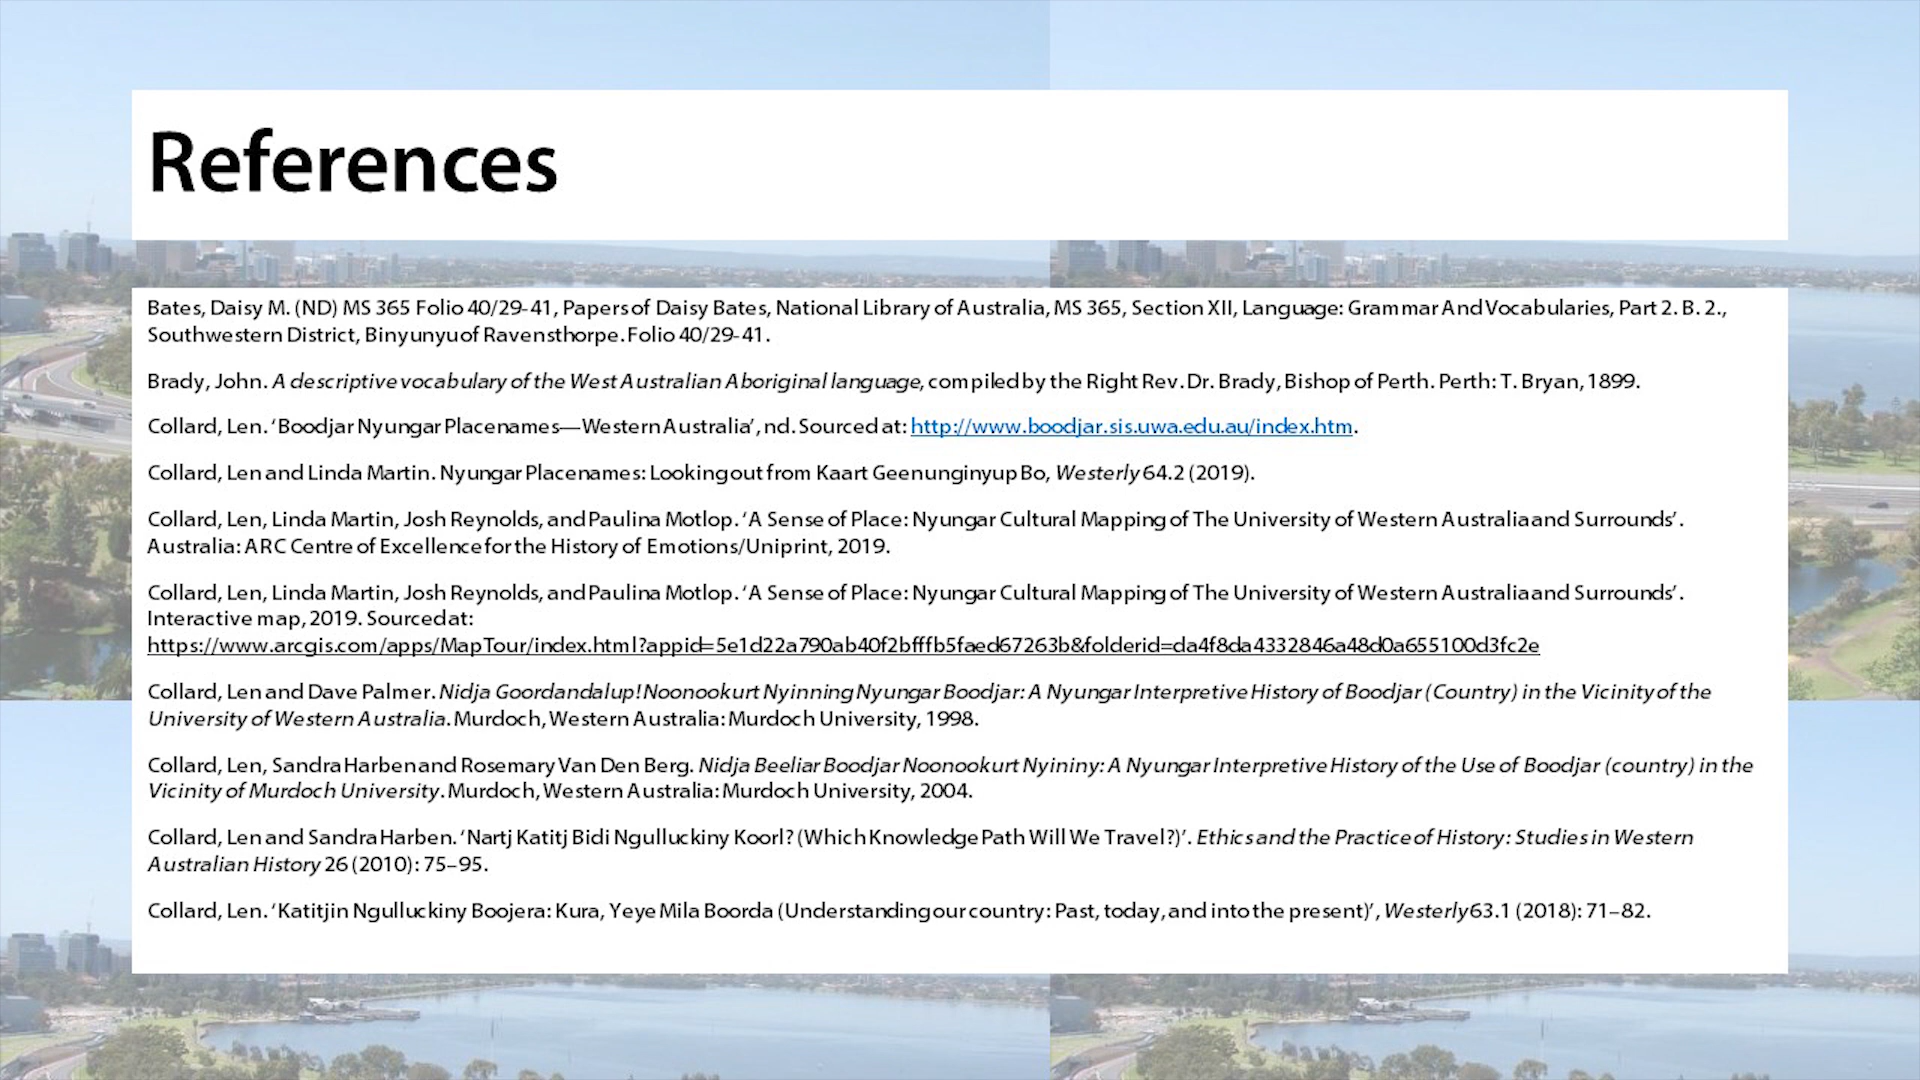 References
Bates, Daisy M. (ND) MS 365 Folio 40/29-41, Papers of Daisy Bates, National Library of Australia, MS 365, Section XII, Language: Grammar And Vocabularies, Part 2. B. 2.,
Southwestern District, Binyunyu of Ravensthorpe. Folio 40/29-41.
Brady, John. A descriptive vocabulary of the West Australian Aboriginal language, compiled by the Right Rev. Dr. Brady, Bishop of Perth. Perth: T. Bryan, 1899.
Collard, Len. ‘Boodjar Nyungar Placenames—Western Australia’, nd. Sourced at: http://www.boodjar.sis.uwa.edu.au/index.htm.
Collard, Len and Linda Martin. Nyungar Placenames: Looking out from Kaart Geenunginyup Bo, Westerly 64.2 (2019).
Collard, Len, Linda Martin, Josh Reynolds, and Paulina Motlop. ‘A Sense of Place: Nyungar Cultural Mapping of The University of Western Australia and Surrounds’.
Australia: ARC Centre of Excellence for the History of Emotions/Uniprint, 2019.
Collard, Len, Linda Martin, Josh Reynolds, and Paulina Motlop. ‘A Sense of Place: Nyungar Cultural Mapping of The University of Western Australia and Surrounds’.
Interactive map, 2019. Sourced at:
https://www.arcgis.com/apps/MapTour/index.html?appid=5e1d22a790ab40f2bfffb5faed67263b&folderid=da4f8da4332846a48d0a655100d3fc2e
Collard, Len and Dave Palmer. Nidja Goordandalup! Noonookurt Nyinning Nyungar Boodjar: A Nyungar Interpretive History of Boodjar (Country) in the Vicinity of the
University of Western Australia. Murdoch, Western Australia: Murdoch University, 1998.
Collard, Len, Sandra Harben and Rosemary Van Den Berg. Nidja Beeliar Boodjar Noonookurt Nyininy: A Nyungar Interpretive History of the Use of Boodjar (country) in the
Vicinity of Murdoch University. Murdoch, Western Australia: Murdoch University, 2004.
Collard, Len and Sandra Harben. ‘Nartj Katitj Bidi Ngulluckiny Koorl? (Which Knowledge Path Will We Travel?)’. Ethics and the Practice of History: Studies in Western
Australian History 26 (2010): 75–95.
Collard, Len. ‘Katitjin Ngulluckiny Boojera: Kura, Yeye Mila Boorda (Understanding our country: Past, today, and into the present)’, Westerly 63.1 (2018): 71–82.